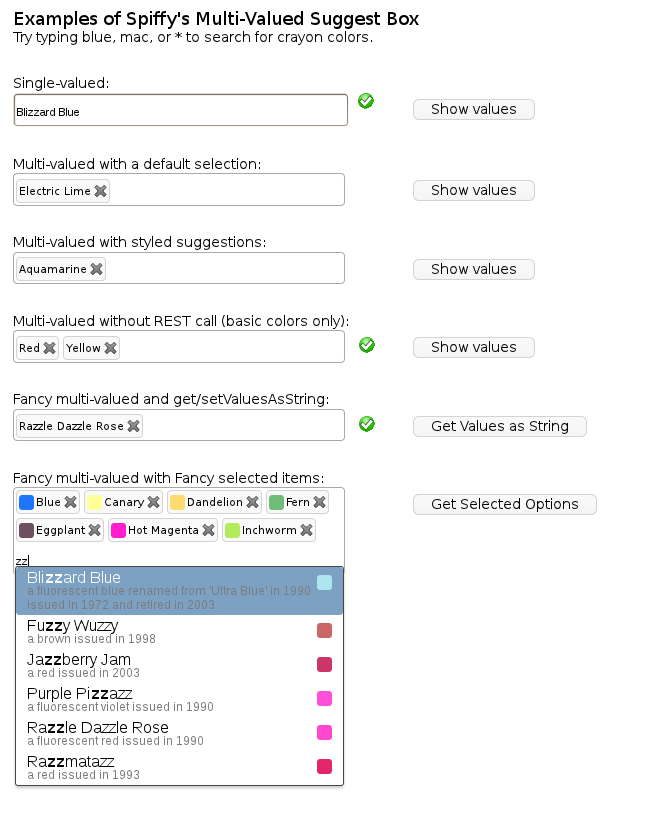 Examples of Spiffy's Multi-Valued Suggest Box
Try typing blue, mac, or * to search for crayon colors.
Single-valued:
Blizzard Blue
Show values
Multi-valued with a default selection:
Electric Lime
Show values
Multi-valued with styled suggestions:
Aquamarine
Show values
Multi-valued without REST call (basic colors only):
Red Yellow
Show values
Fancy multi-valued and get/setValuesAsString:
Razzle Dazzle Rose
Get Values as String
Fancy multi-valued with Fancy selected items:
Blue Canary Dandelion Fern
Get Selected Options
Eggplant Hot Magenta Inchworm
zz
Blizzard Blue
a fluorescent blue renamed from 'Ultra Blue' in 1990
issued in 1972 and retired in 2003
Fuzzy Wuzzy
a brown issued in 1998
Jazzberry Jam
a red issued in 2003
Purple Pizzazz
a fluorescent violet issued in 1990
Razzle Dazzle Rose
a fluorescent red issued in 1990
Razzmatazz
a red issued in 1993